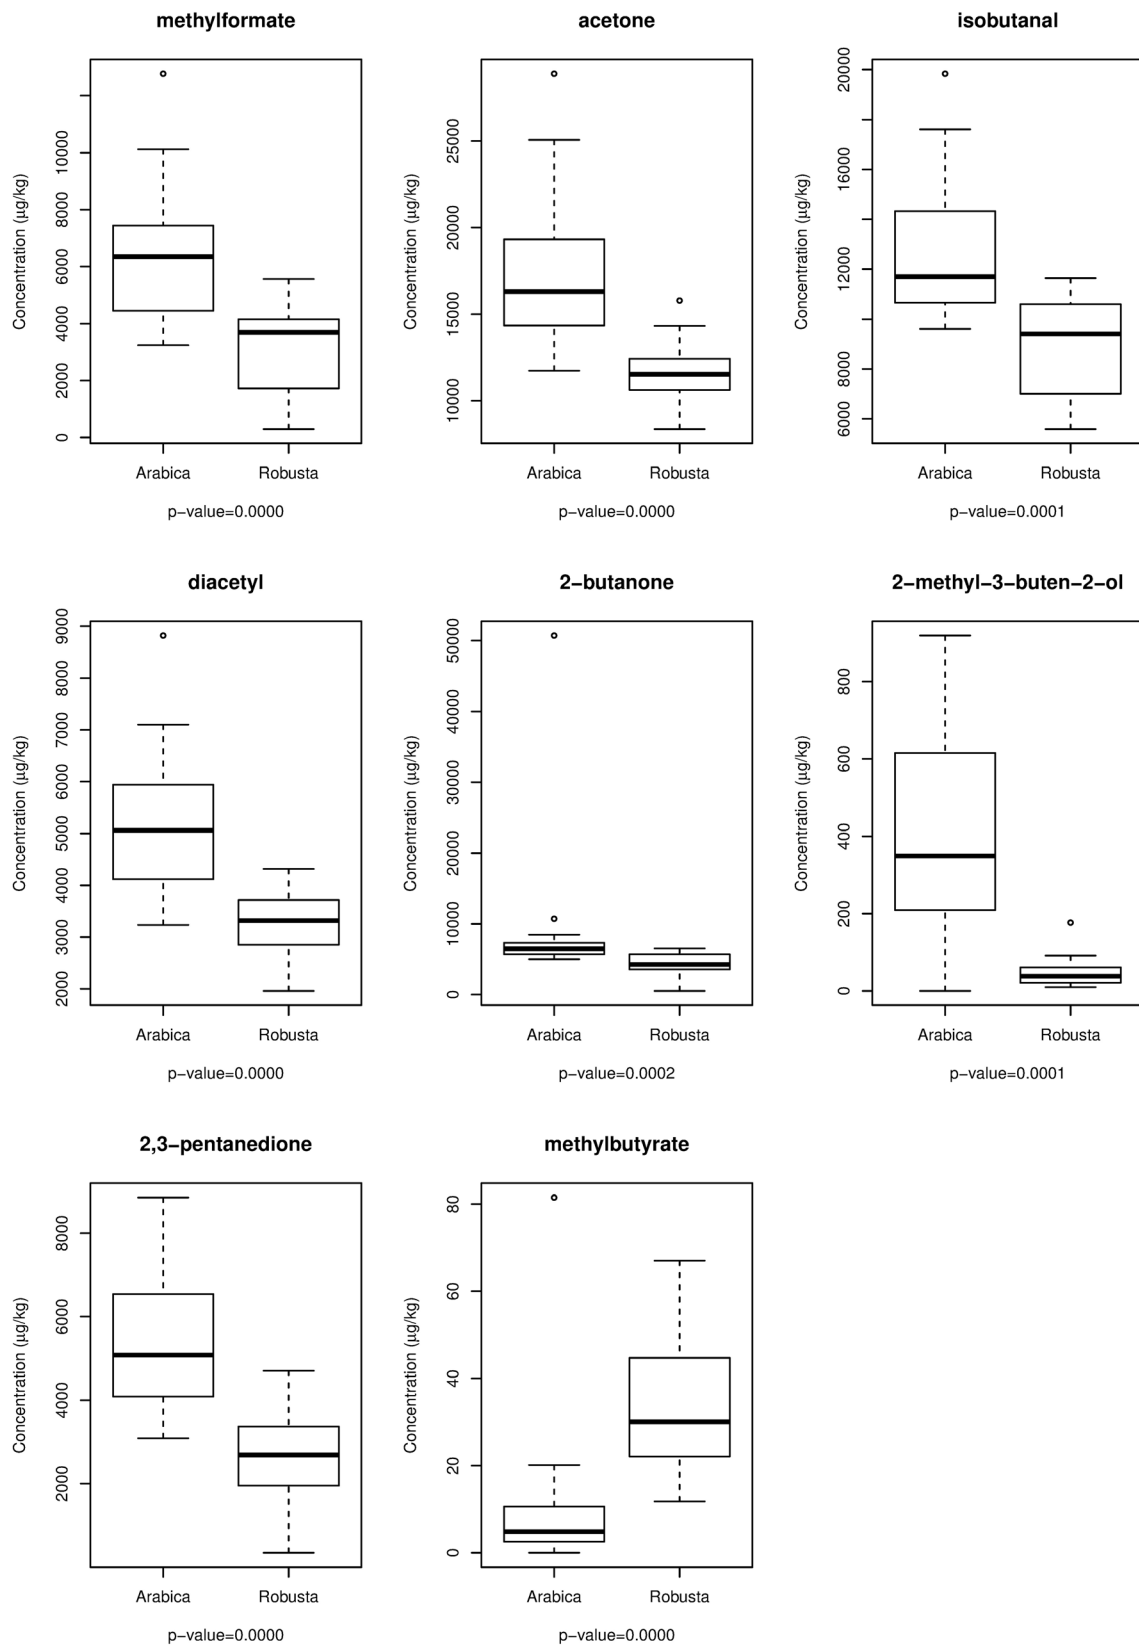 methylformate
Concentration (µg/kg)
0
2000
4000
6000
8000
10000
Arabica
Robusta
p−value=0.0000
acetone
Concentration (µg/kg)
10000
15000
20000
25000
Arabica
Robusta
p−value=0.0000
isobutanal
Concentration (µg/kg)
6000
8000
12000
16000
20000
Arabica
Robusta
p−value=0.0001
diacetyl
Concentration (µg/kg)
2000
3000
4000
5000
6000
7000
8000
9000
Arabica
Robusta
p−value=0.0000
2−butanone
Concentration (µg/kg)
0
10000
20000
30000
40000
50000
Arabica
Robusta
p−value=0.0002
2−methyl−3−buten−2−ol
Concentration (µg/kg)
0
200
400
600
800
Arabica
Robusta
p−value=0.0001
2,3−pentanedione
Concentration (µg/kg)
2000
4000
6000
8000
Arabica
Robusta
p−value=0.0000
methylbutyrate
Concentration (µg/kg)
0
20
40
60
80
Arabica
Robusta
p−value=0.0000